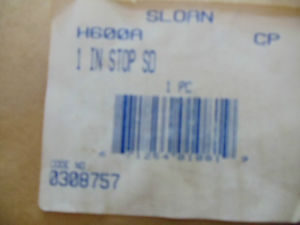 SLOAN
H600A CP
1 IN STOP SD
1 PC
CODE NO.
0308757